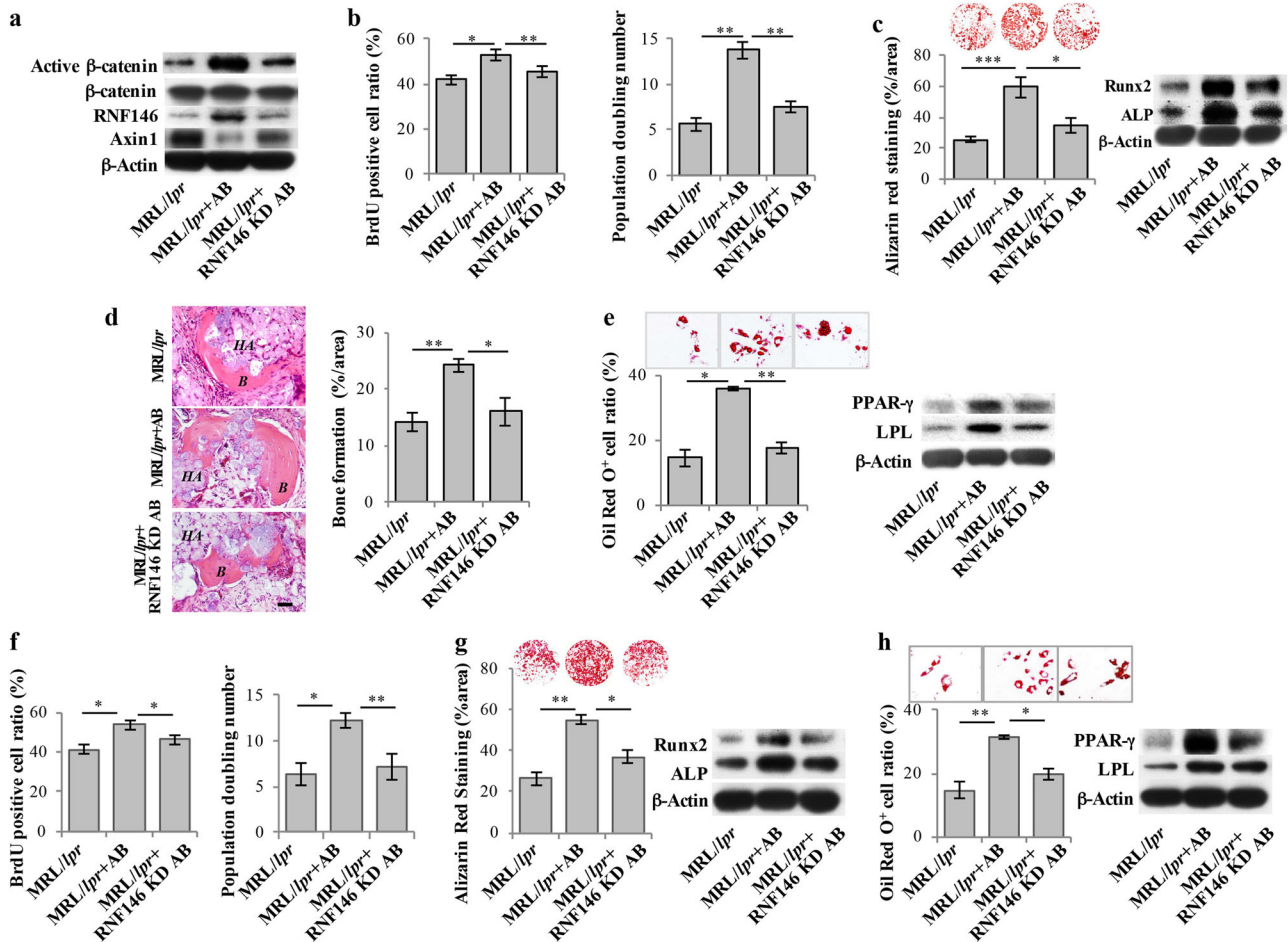 a
Active β-catenin
β-catenin
RNF146
Axin1
β-Actin
MRL/lpr
MRL/lpr+AB
MRL/lpr+
RNF146 KD AB
b
BrdU positive cell ratio (%)
60
40
20
0
*
**
MRL/lpr
MRL/lpr+AB
MRL/lpr+
RNF146 KD AB
Population doubling number
15
10
5
0
**
**
MRL/lpr
MRL/lpr+AB
MRL/lpr+
RNF146 KD AB
c
Alizarin red staining (%/area)
80
60
40
20
0
***
*
MRL/lpr
MRL/lpr+AB
MRL/lpr+
RNF146 KD AB
Runx2
ALP
β-Actin
MRL/lpr
MRL/lpr+AB
MRL/lpr+
RNF146 KD AB
d
MRL/lpr
HA
B
MRL/lpr+AB
HA
B
MRL/lpr+
RNF146 KD AB
HA
B
Bone formation (%/area)
30
20
10
0
**
*
MRL/lpr
MRL/lpr+AB
MRL/lpr+
RNF146 KD AB
e
Oil Red O⁺ cell ratio (%)
40
20
0
*
**
MRL/lpr
MRL/lpr+AB
MRL/lpr+
RNF146 KD AB
PPAR-γ
LPL
β-Actin
MRL/lpr
MRL/lpr+AB
MRL/lpr+
RNF146 KD AB
f
BrdU positive cell ratio (%)
60
40
20
0
*
*
MRL/lpr
MRL/lpr+AB
MRL/lpr+
RNF146 KD AB
Population doubling number
15
12
9
6
3
0
*
**
MRL/lpr
MRL/lpr+AB
MRL/lpr+
RNF146 KD AB
g
Alizarin Red Staining (%area)
80
60
40
20
0
**
*
MRL/lpr
MRL/lpr+AB
MRL/lpr+
RNF146 KD AB
Runx2
ALP
β-Actin
MRL/lpr
MRL/lpr+AB
MRL/lpr+
RNF146 KD AB
h
Oil Red O⁺ cell ratio (%)
40
20
0
**
*
MRL/lpr
MRL/lpr+AB
MRL/lpr+
RNF146 KD AB
PPAR-γ
LPL
β-Actin
MRL/lpr
MRL/lpr+AB
MRL/lpr+
RNF146 KD AB